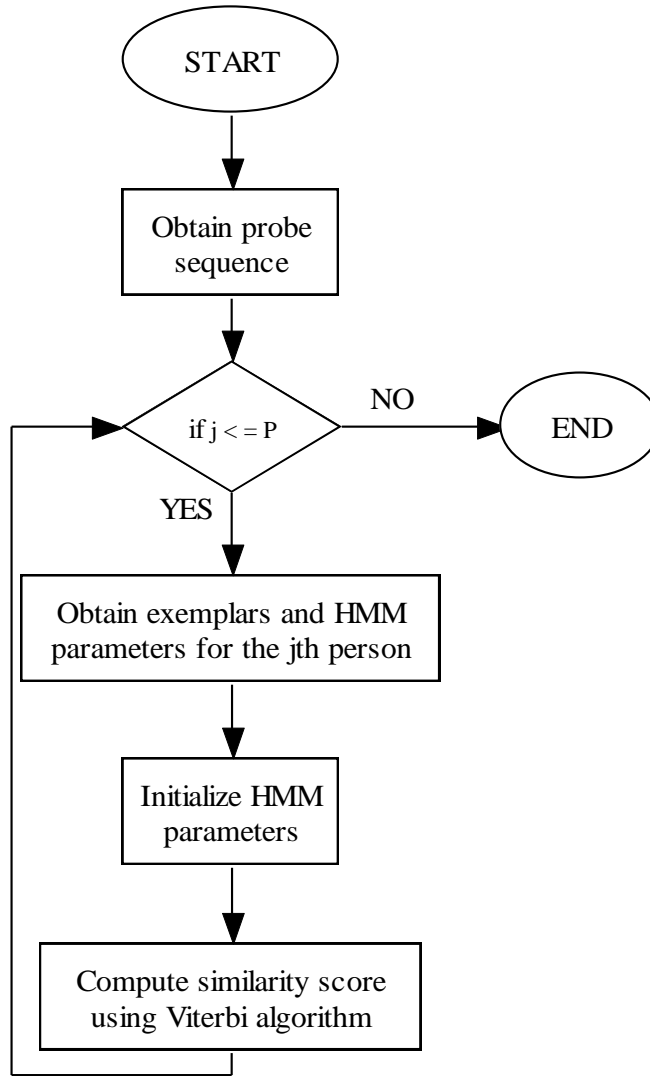 START
Obtain probe
sequence
if j < = P
NO
END
YES
Obtain exemplars and HMM
parameters for the jth person
Initialize HMM
parameters
Compute similarity score
using Viterbi algorithm